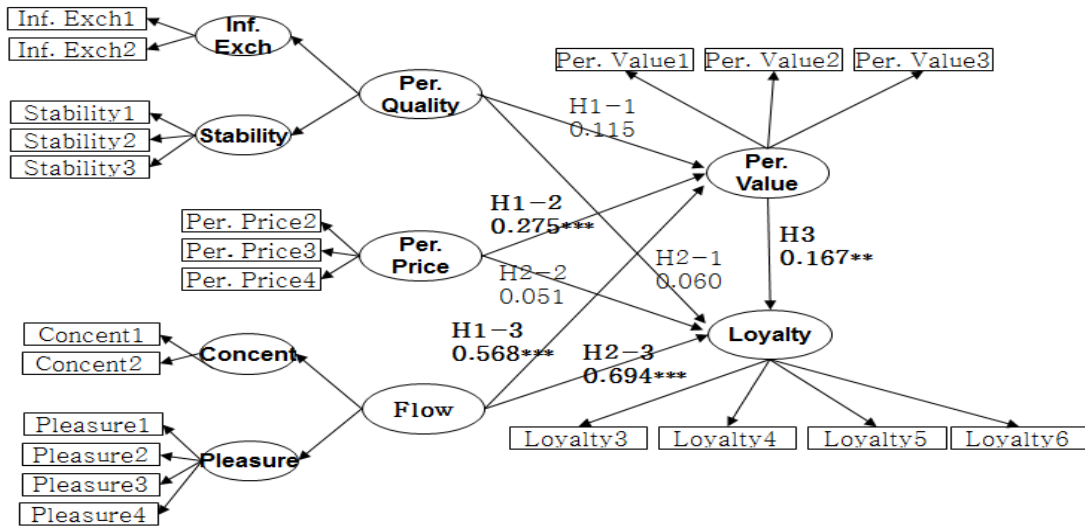 Inf. Exch1
Inf. Exch2
Inf.
Exch
Stability1
Stability2
Stability3
Stability
Per.
Quality
Per. Value1
Per. Value2
Per. Value3
H1-1
0.115
Per.
Value
Per. Price2
Per. Price3
Per. Price4
Per.
Price
H1-2
0.275***
H2-2
0.051
H2-1
0.060
H3
0.167**
Concent1
Concent2
Concent
H1-3
0.568***
H2-3
0.694***
Loyalty
Flow
Pleasure1
Pleasure2
Pleasure3
Pleasure4
Pleasure
Loyalty3
Loyalty4
Loyalty5
Loyalty6